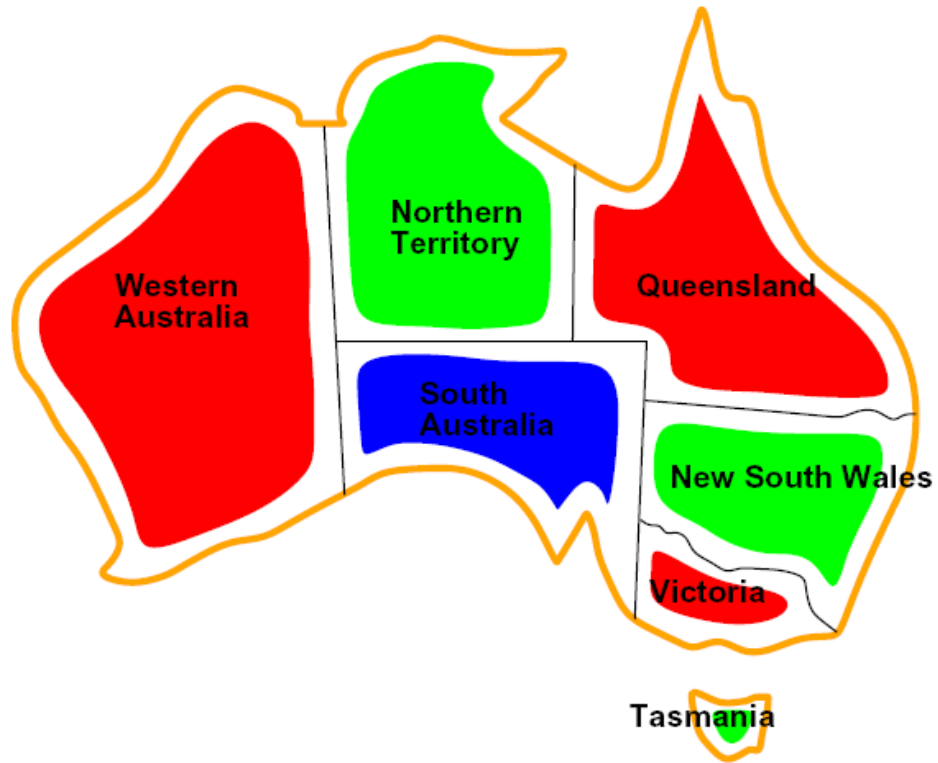 Northern
Territory
Western
Australia
Queensland
South
Australia
New South Wales
Victoria
Tasmania